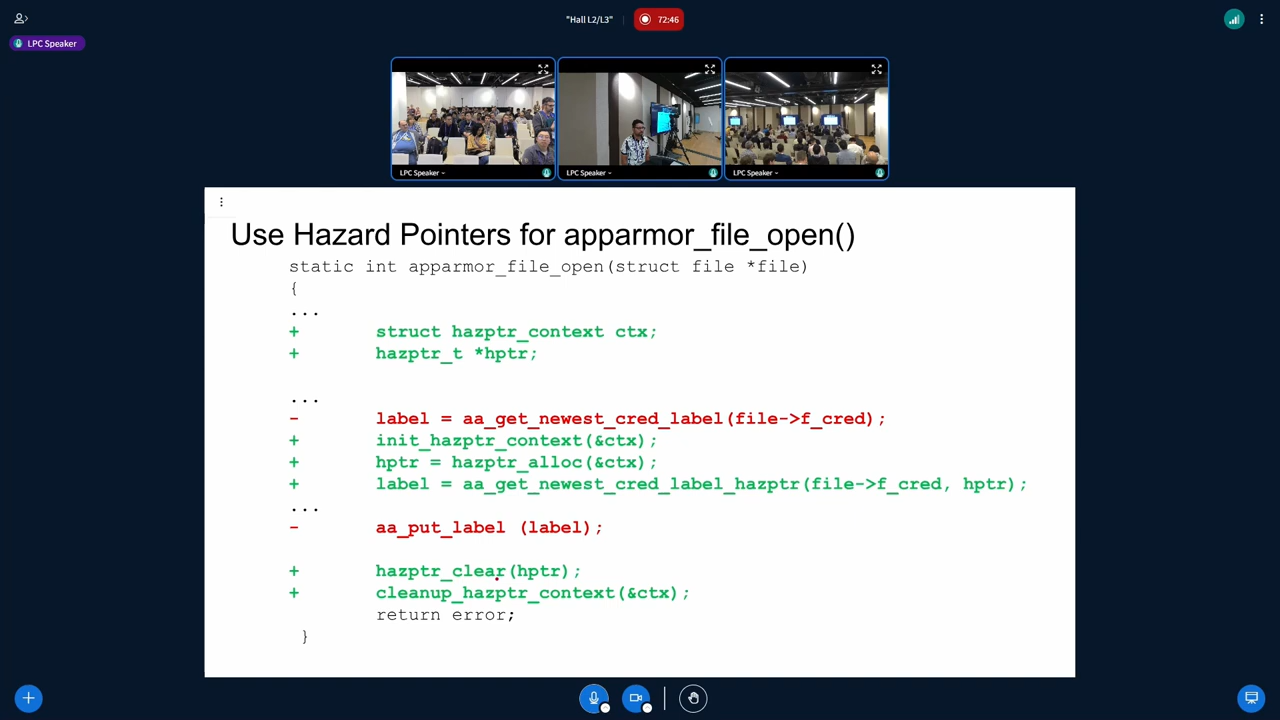 "Hall L2/L3"
72:46
LPC Speaker
LPC Speaker
LPC Speaker
LPC Speaker
Use Hazard Pointers for apparmor_file_open()
static int apparmor_file_open(struct file *file)
{
...
+ struct hazptr_context ctx;
+ hazptr_t *hptr;
...
- label = aa_get_newest_cred_label(file->f_cred);
+ init_hazptr_context(&ctx);
+ hptr = hazptr_alloc(&ctx);
+ label = aa_get_newest_cred_label_hazptr(file->f_cred, hptr);
...
- aa_put_label (label);
+ hazptr_clear(hptr);
+ cleanup_hazptr_context(&ctx);
return error;
}